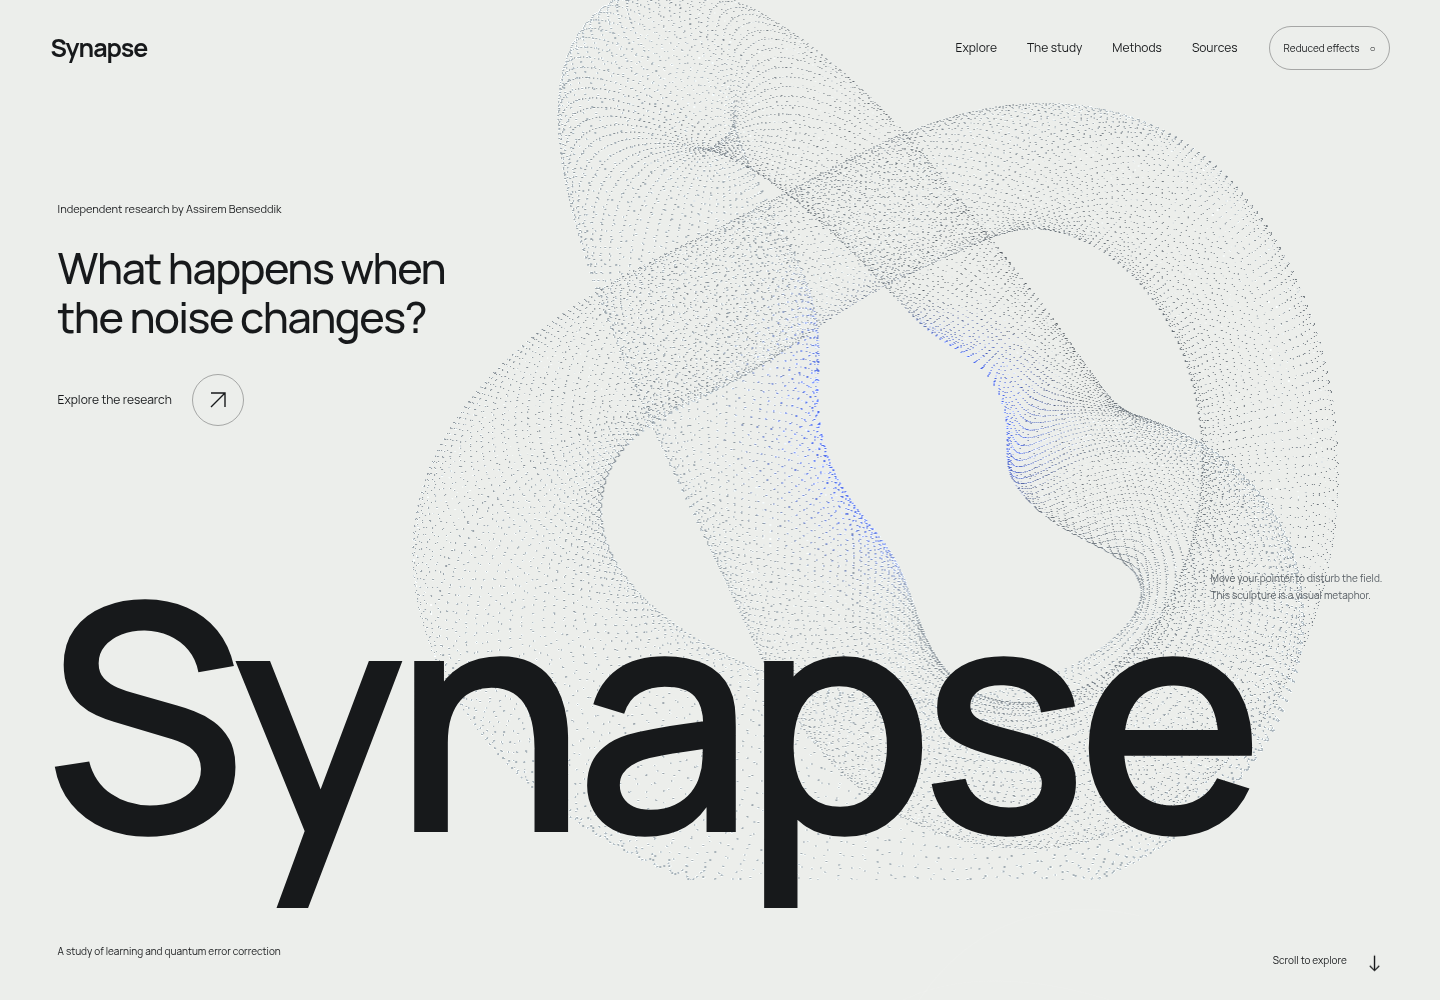 Synapse
Explore
The study
Methods
Sources
Reduced effects
Independent research by Assirem Benseddik
What happens when
the noise changes?
Explore the research
Move your pointer to disturb the field.
This sculpture is a visual metaphor.
Synapse
A study of learning and quantum error correction
Scroll to explore